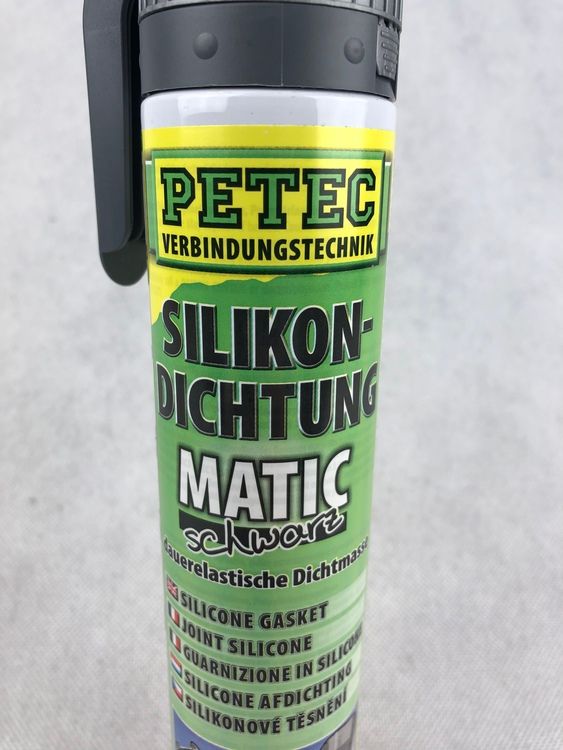 PETEC
VERBINDUNGSTECHNIK
SILIKON-
DICHTUNG
MATIC
schwarz
dauerelastische Dichtmasse
SILICONE GASKET
JOINT SILICONE
GUARNIZIONE IN SILICONE
SILICONE AFDICHTING
SILIKONOVÉ TĚSNĚNÍ